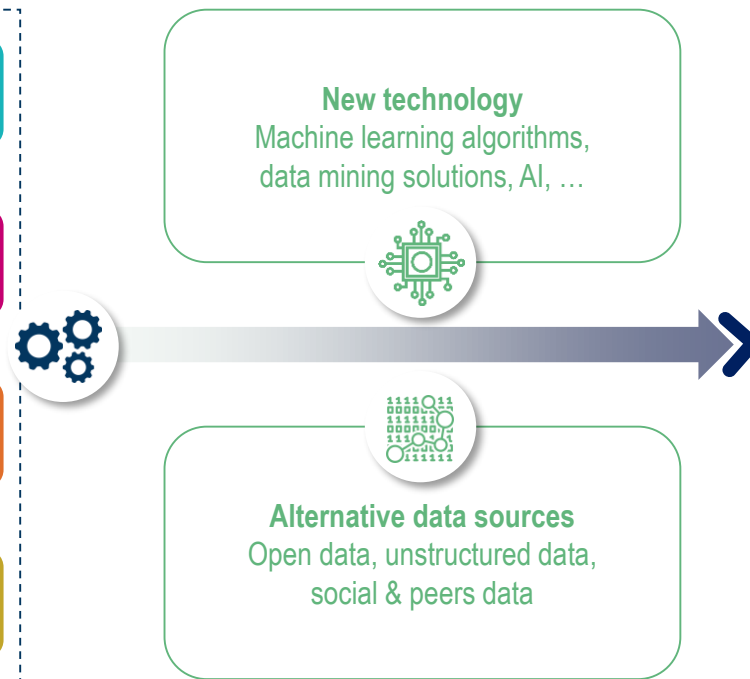 New technology
Machine learning algorithms,
data mining solutions, AI, …
Alternative data sources
Open data, unstructured data,
social & peers data